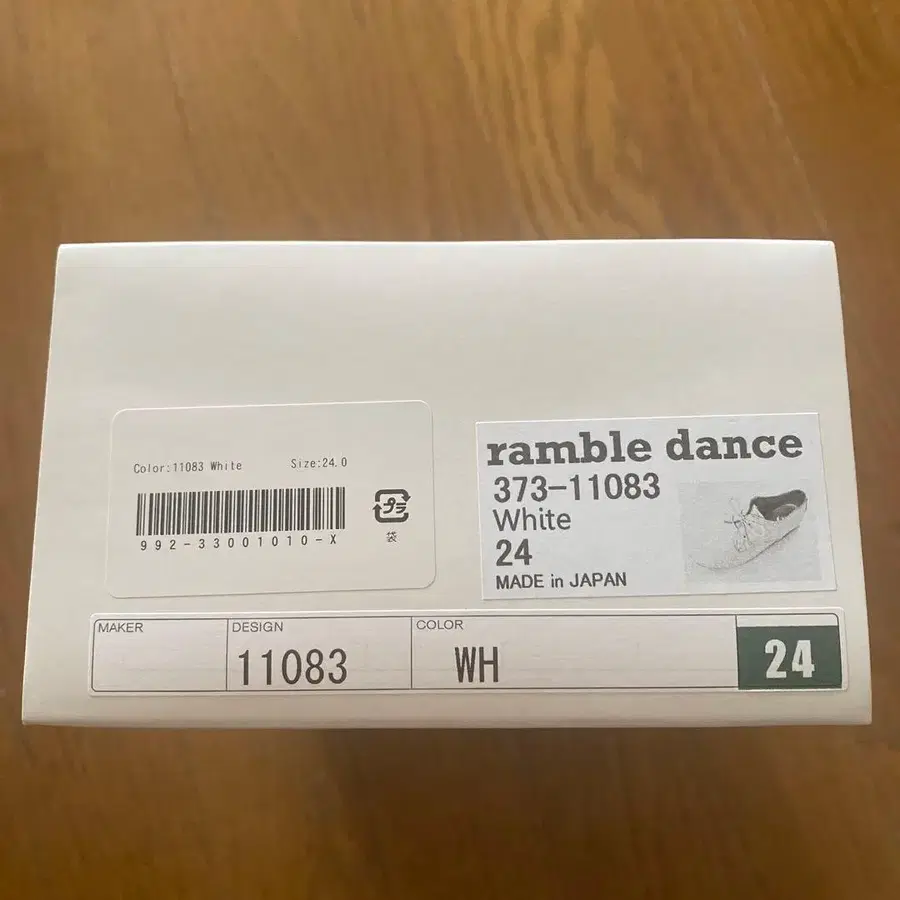 Color:11083 White Size:24.0
992-33001010-X
プラ
袋
ramble dance
373-11083
White
24
MADE in JAPAN
MAKER DESIGN COLOR
11083 WH 24